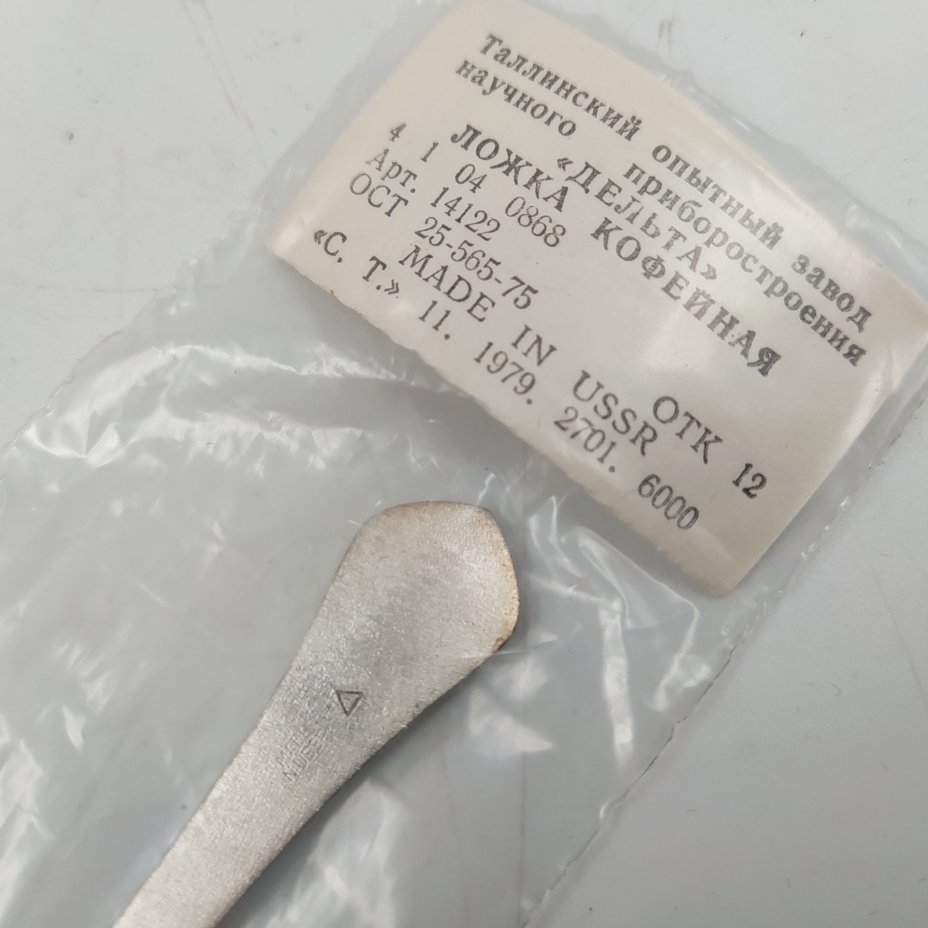 Таллинский опытный завод
научного приборостроения
«ДЕЛЬТА»
ЛОЖКА КОФЕЙНАЯ
4 1 04 0868
Арт. 14122
ОСТ 25-565-75 ОТК 12
MADE IN USSR
«С. Т.». 11. 1979. 2701. 6000